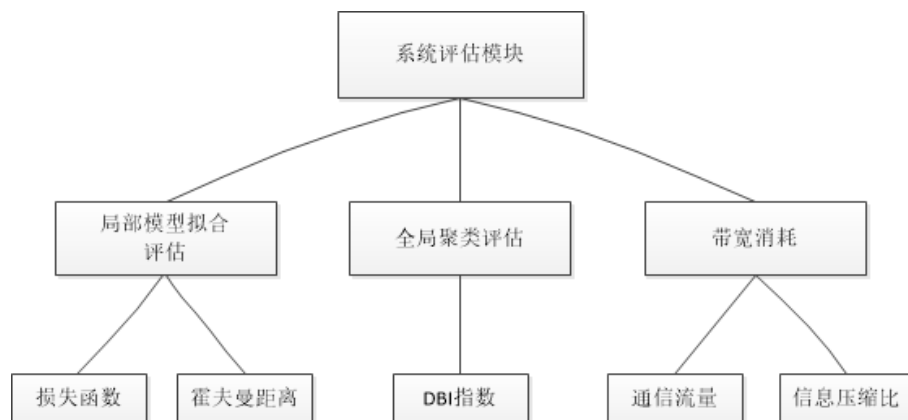 系统评估模块
局部模型拟合
评估
全局聚类评估
带宽消耗
损失函数
霍夫曼距离
DBI指数
通信流量
信息压缩比